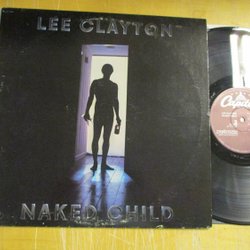 LEE CLAYTON
NAKED CHILD
Capitol